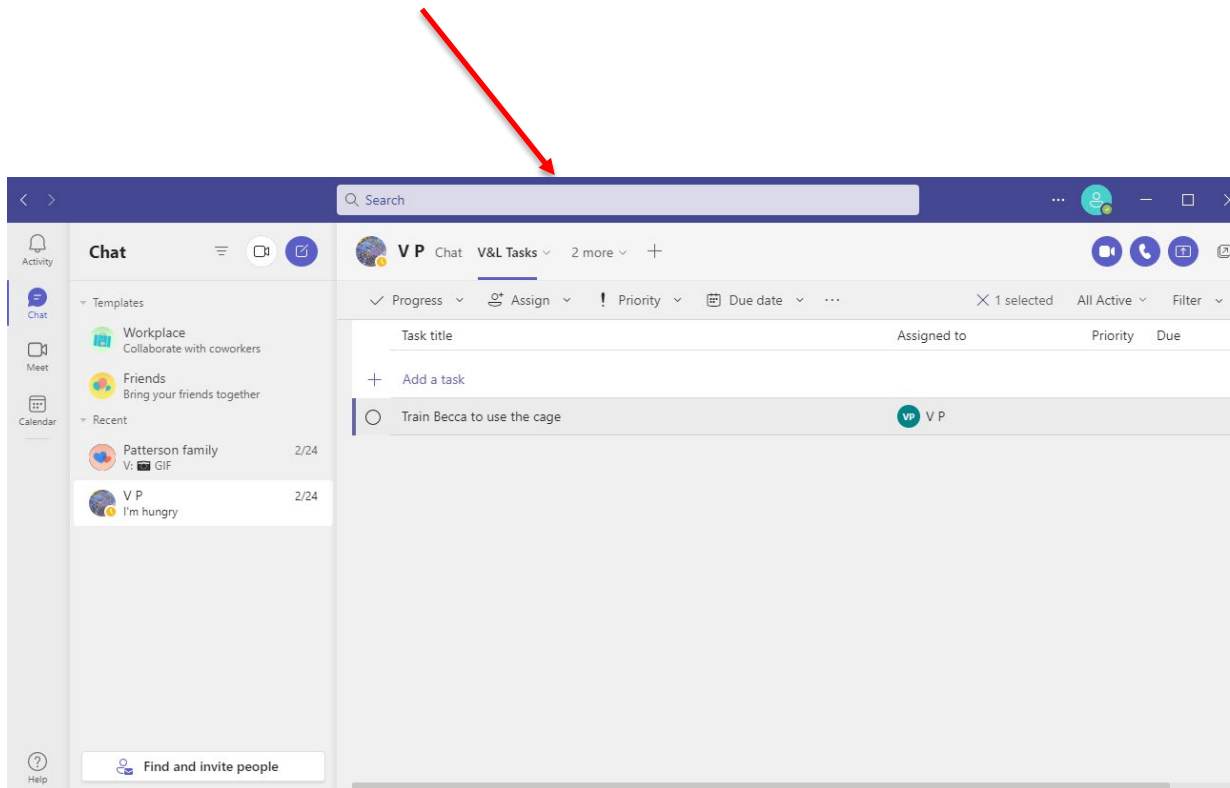 Search
Activity
Chat
Meet
Calendar
Help
Chat
Templates
Workplace
Collaborate with coworkers
Friends
Bring your friends together
Recent
Patterson family 2/24
V: GIF
V P 2/24
I'm hungry
Find and invite people
V P Chat V&L Tasks 2 more
Progress Assign Priority Due date ... 1 selected All Active Filter
Task title Assigned to Priority Due
Add a task
Train Becca to use the cage VP V P